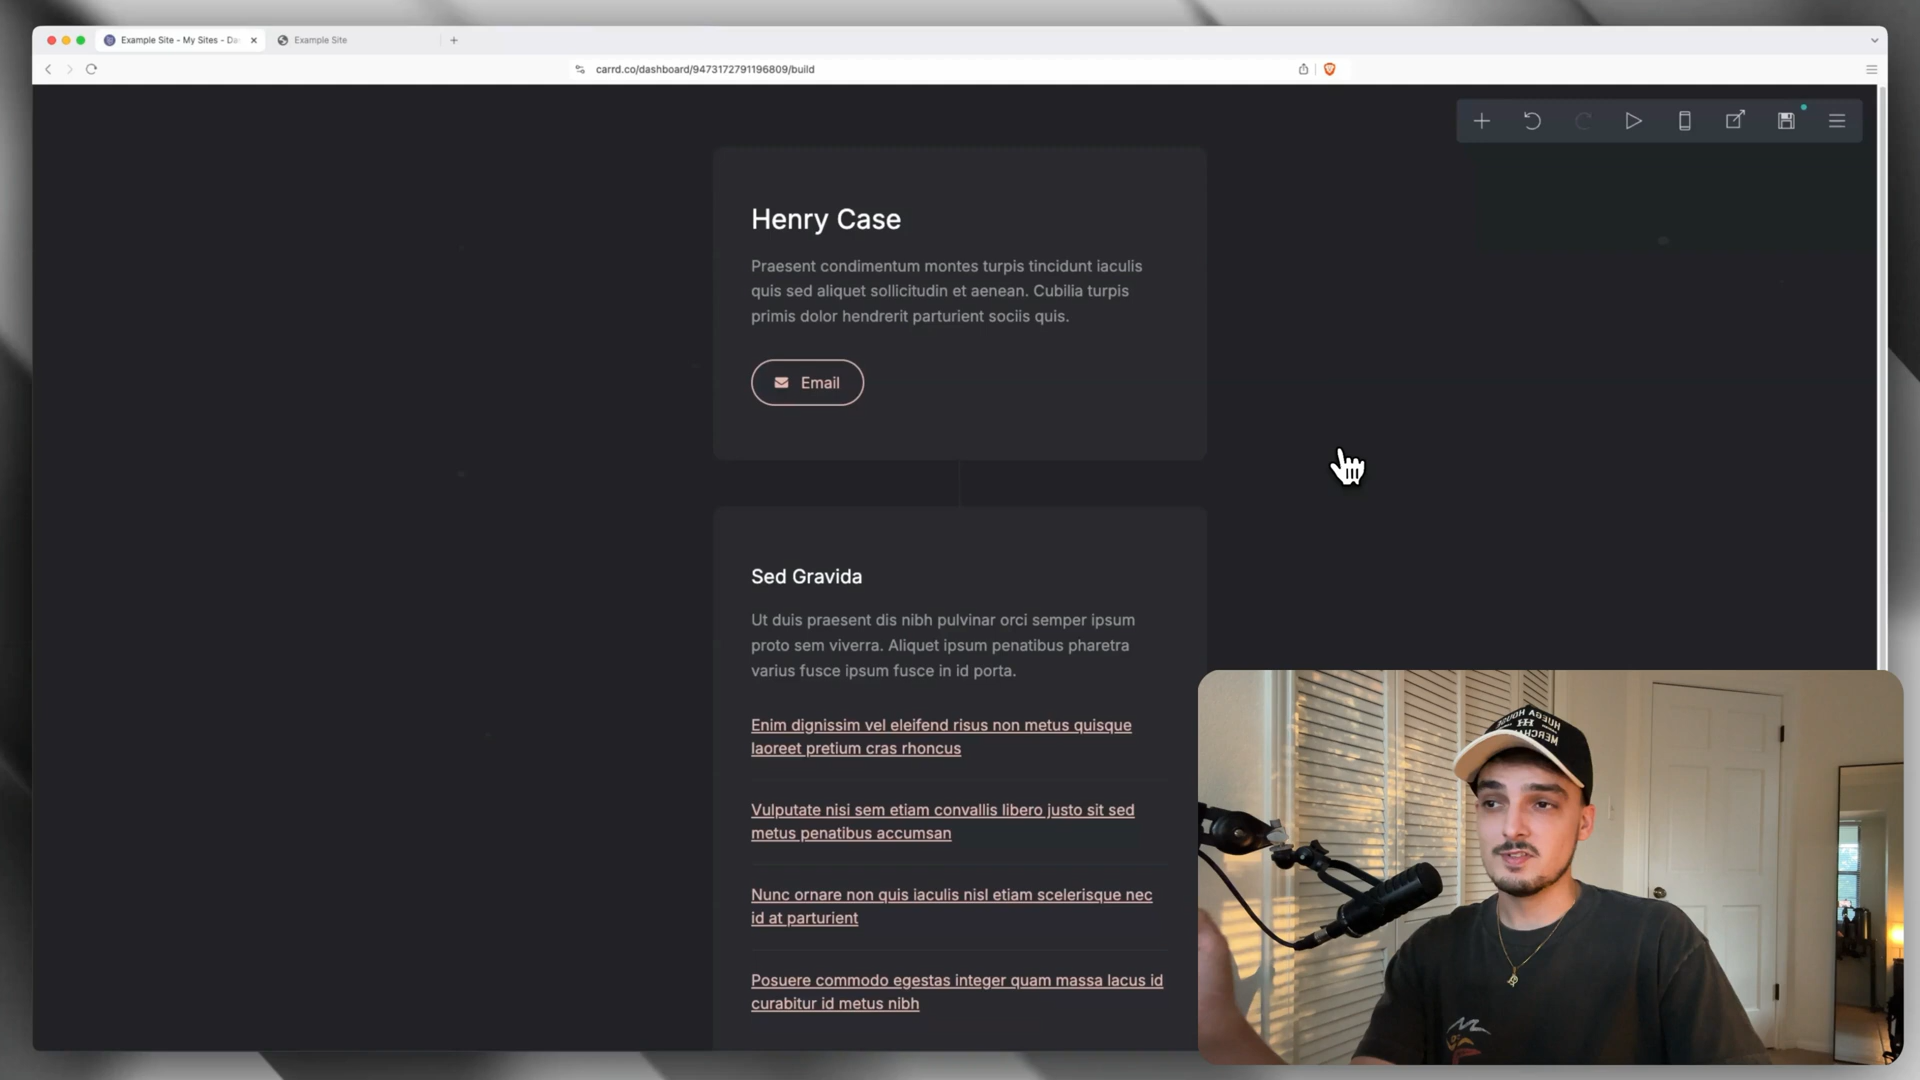 Example Site - My Sites - Da
Example Site
carrd.co/dashboard/9473172791196809/build
Henry Case
Praesent condimentum montes turpis tincidunt iaculis
quis sed aliquet sollicitudin et aenean. Cubilia turpis
primis dolor hendrerit parturient sociis quis.
Email
Sed Gravida
Ut duis praesent dis nibh pulvinar orci semper ipsum
proto sem viverra. Aliquet ipsum penatibus pharetra
varius fusce ipsum fusce in id porta.
Enim dignissim vel eleifend risus non metus quisque
laoreet pretium cras rhoncus
Vulputate nisi sem etiam convallis libero justo sit sed
metus penatibus accumsan
Nunc ornare non quis iaculis nisl etiam scelerisque nec
id at parturient
Posuere commodo egestas integer quam massa lacus id
curabitur id metus nibh
HUEGA HOUSE
HH